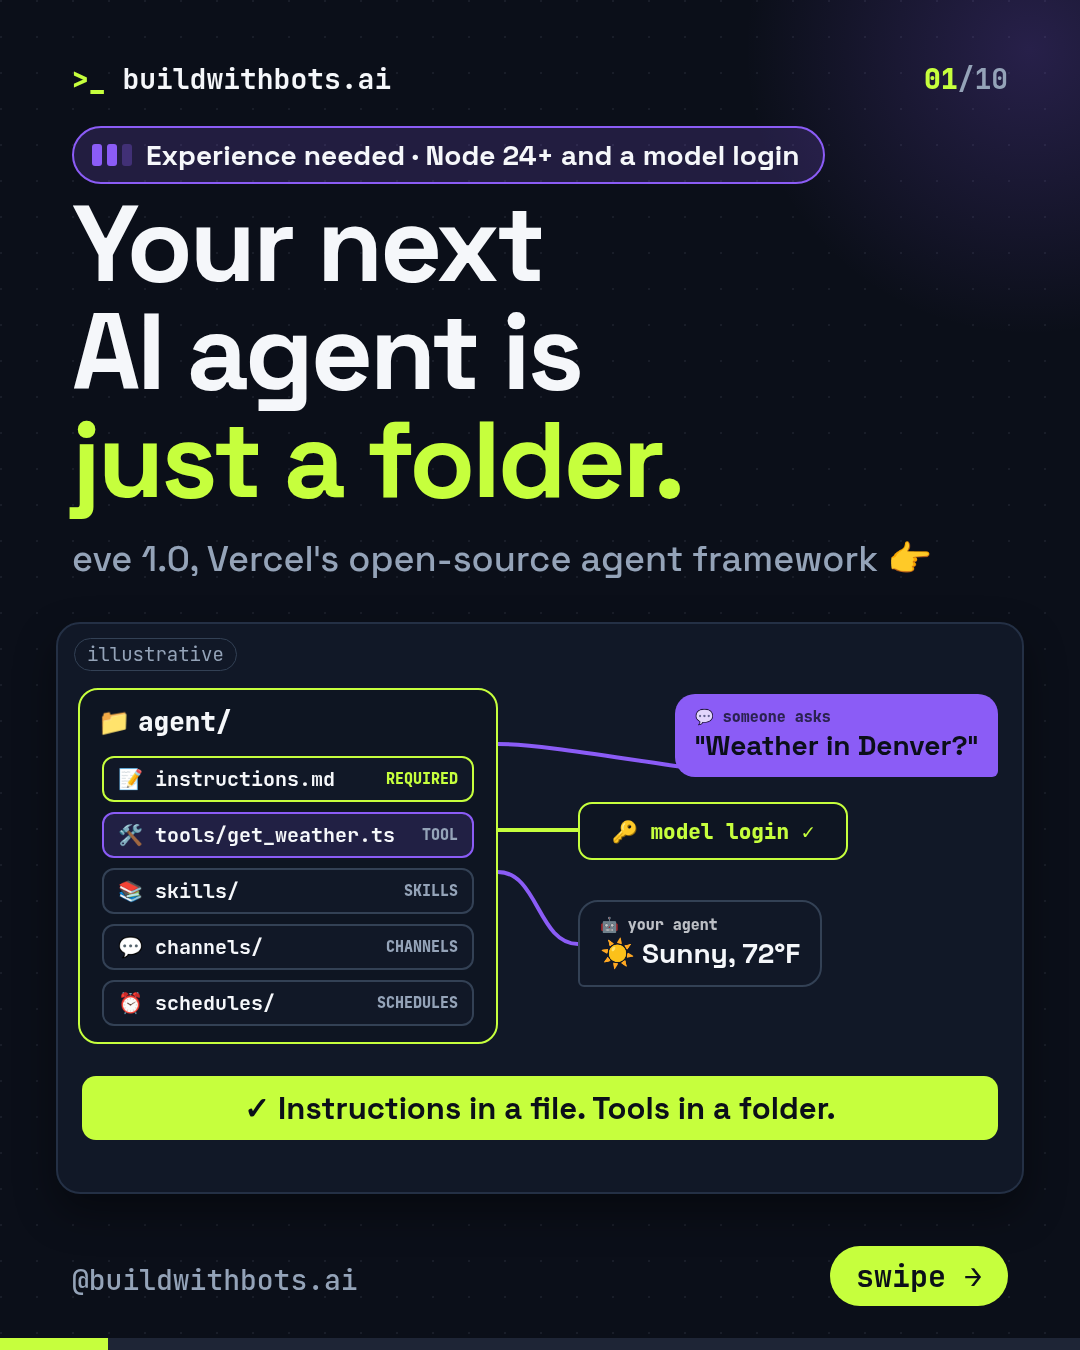 >_ buildwithbots.ai
01/10
Experience needed · Node 24+ and a model login
Your next
AI agent is
just a folder.
eve 1.0, Vercel's open-source agent framework 👉
illustrative
📁 agent/
📝 instructions.md REQUIRED
🛠️ tools/get_weather.ts TOOL
📚 skills/ SKILLS
💬 channels/ CHANNELS
⏰ schedules/ SCHEDULES
💬 someone asks
"Weather in Denver?"
🔑 model login ✓
🤖 your agent
☀️ Sunny, 72°F
✓ Instructions in a file. Tools in a folder.
@buildwithbots.ai
swipe →